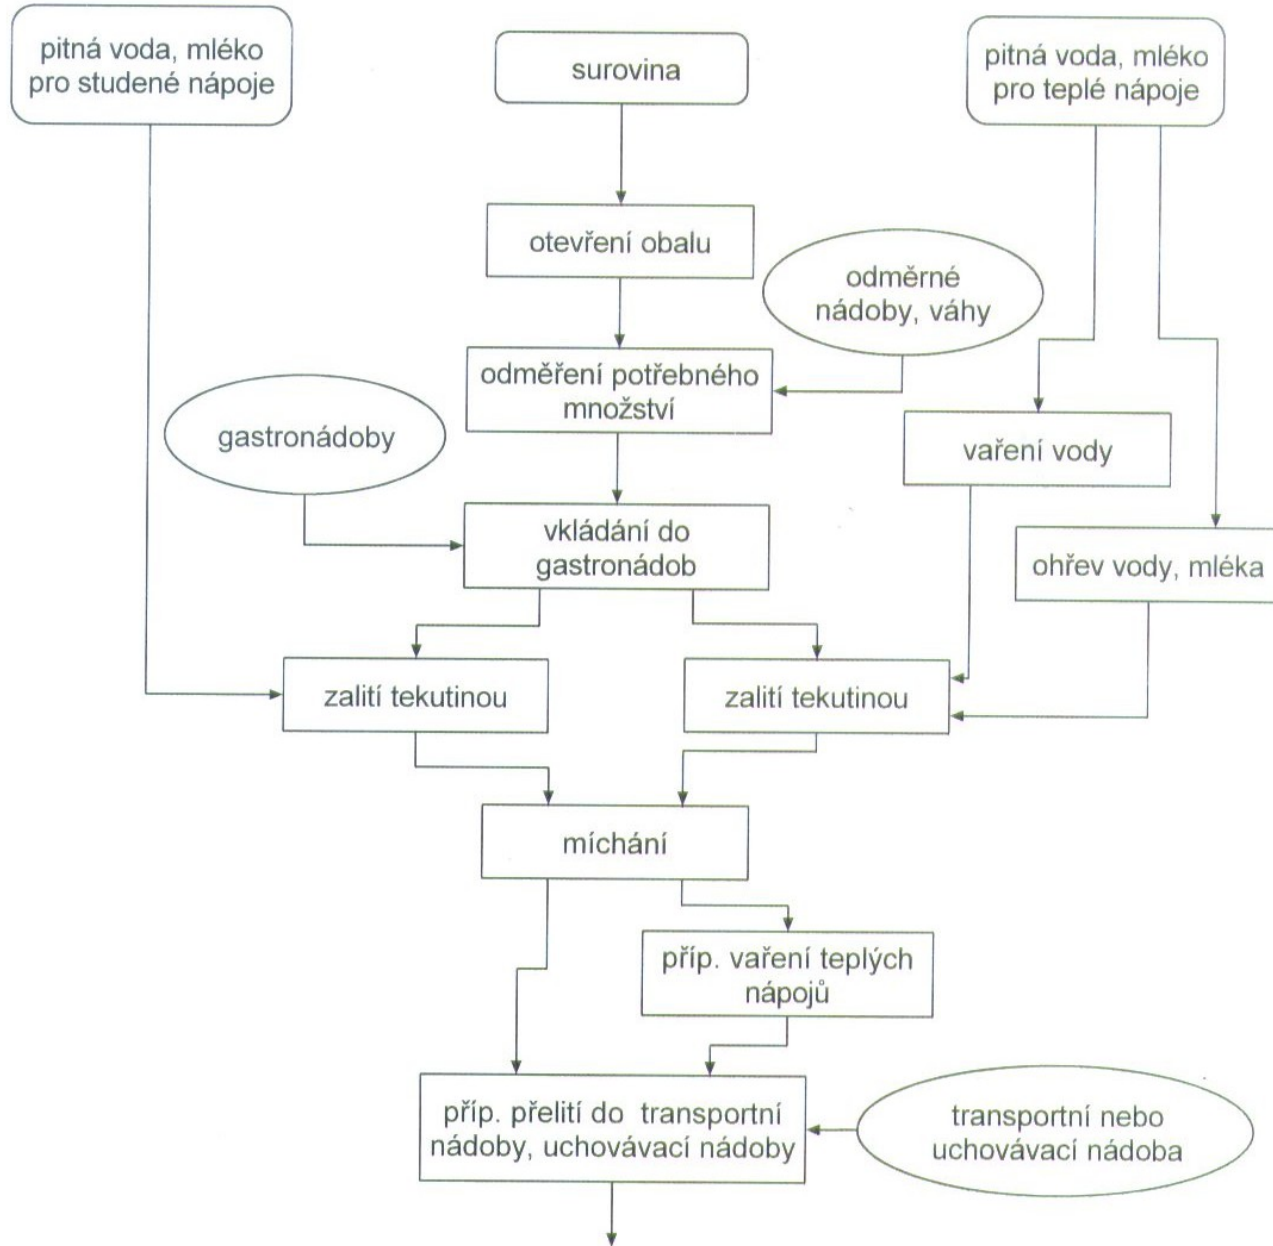 pitná voda, mléko
pro studené nápoje
surovina
pitná voda, mléko
pro teplé nápoje
otevření obalu
odměrné
nádoby, váhy
odměření potřebného
množství
gastronádoby
vaření vody
vkládání do
gastronádob
ohřev vody, mléka
zalití tekutinou
zalití tekutinou
míchání
příp. vaření teplých
nápojů
příp. přelití do transportní
nádoby, uchovávací nádoby
transportní nebo
uchovávací nádoba